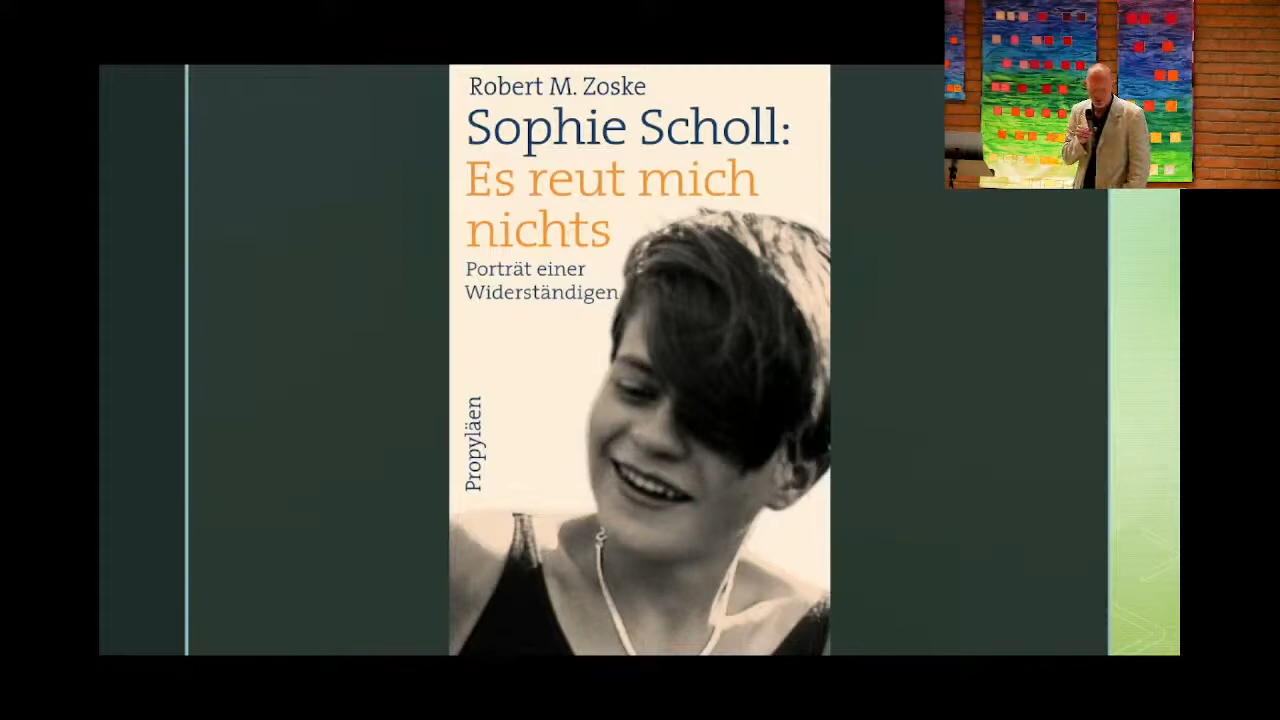 Robert M. Zoske
Sophie Scholl:
Es reut mich
nichts
Porträt einer
Widerständigen
Propyläen